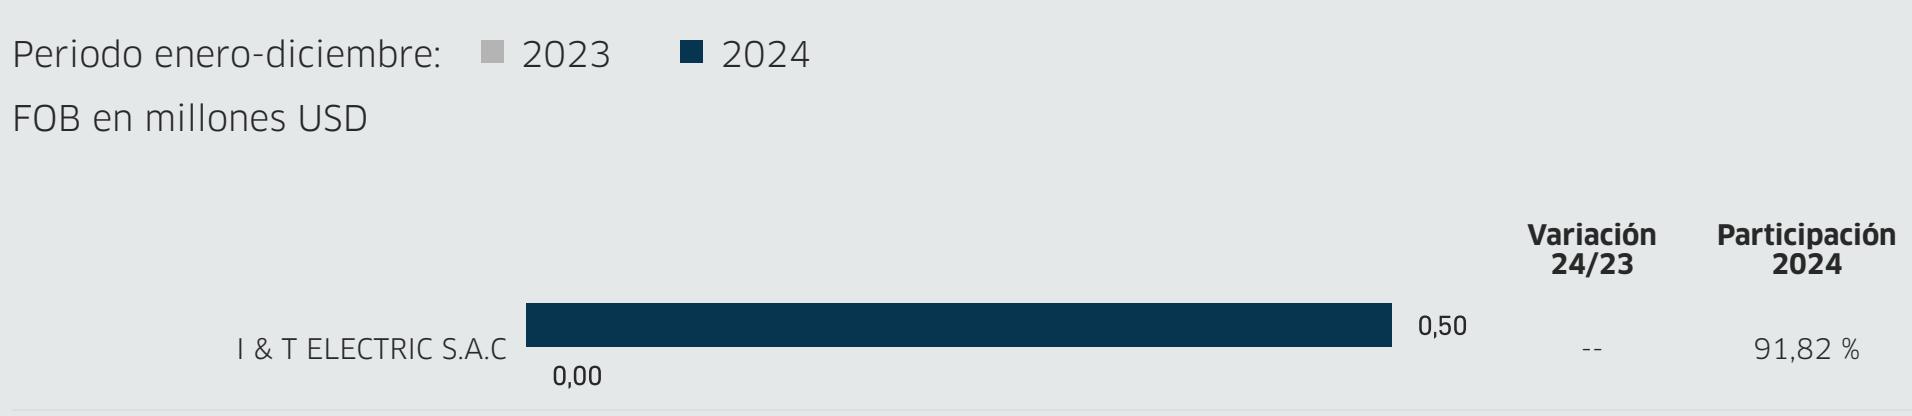 Periodo enero-diciembre: 2023 2024
FOB en millones USD
Variación 24/23
Participación 2024
I & T ELECTRIC S.A.C
0,50
0,00
--
91,82 %